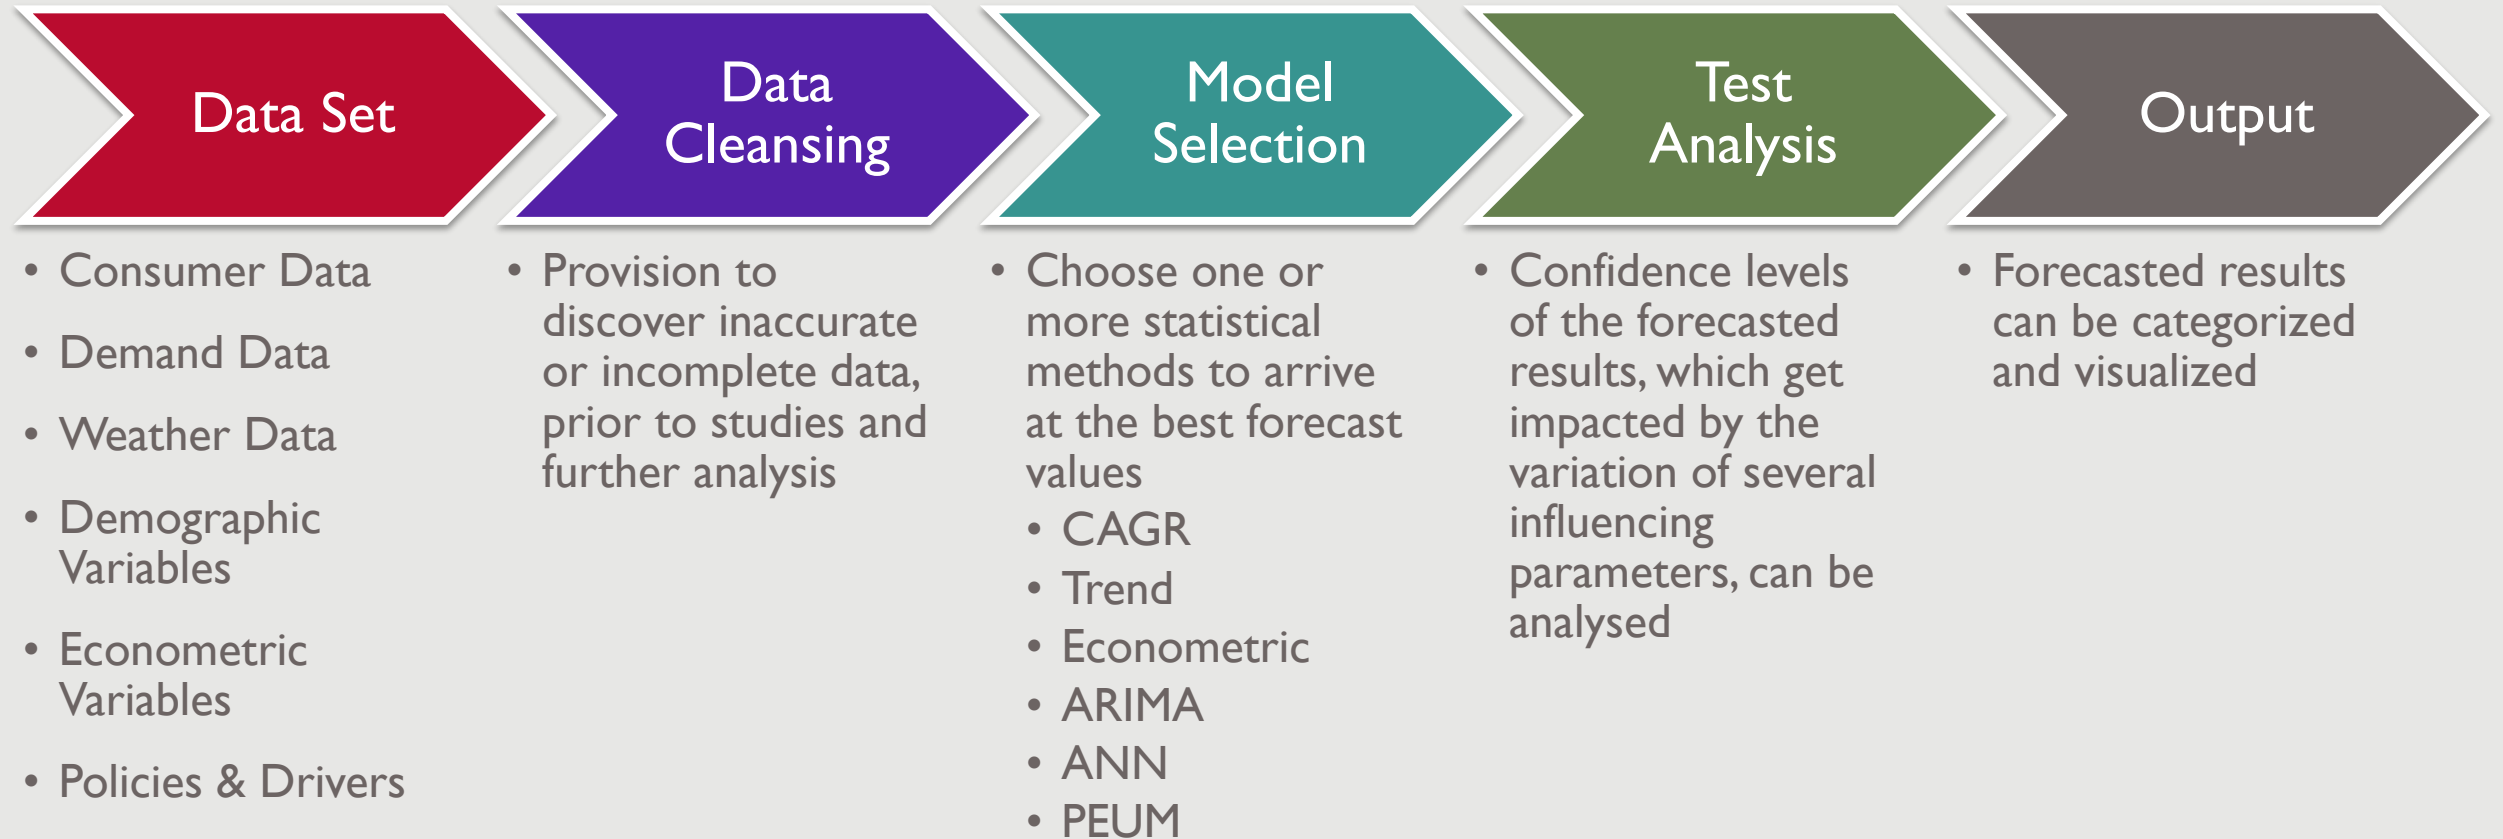 Data Set
• Consumer Data
• Demand Data
• Weather Data
• Demographic
Variables
• Econometric
Variables
• Policies & Drivers
Data
Cleansing
• Provision to
discover inaccurate
or incomplete data,
prior to studies and
further analysis
Model
Selection
• Choose one or
more statistical
methods to arrive
at the best forecast
values
• CAGR
• Trend
• Econometric
• ARIMA
• ANN
• PEUM
Test
Analysis
• Confidence levels
of the forecasted
results, which get
impacted by the
variation of several
influencing
parameters, can be
analysed
Output
• Forecasted results
can be categorized
and visualized